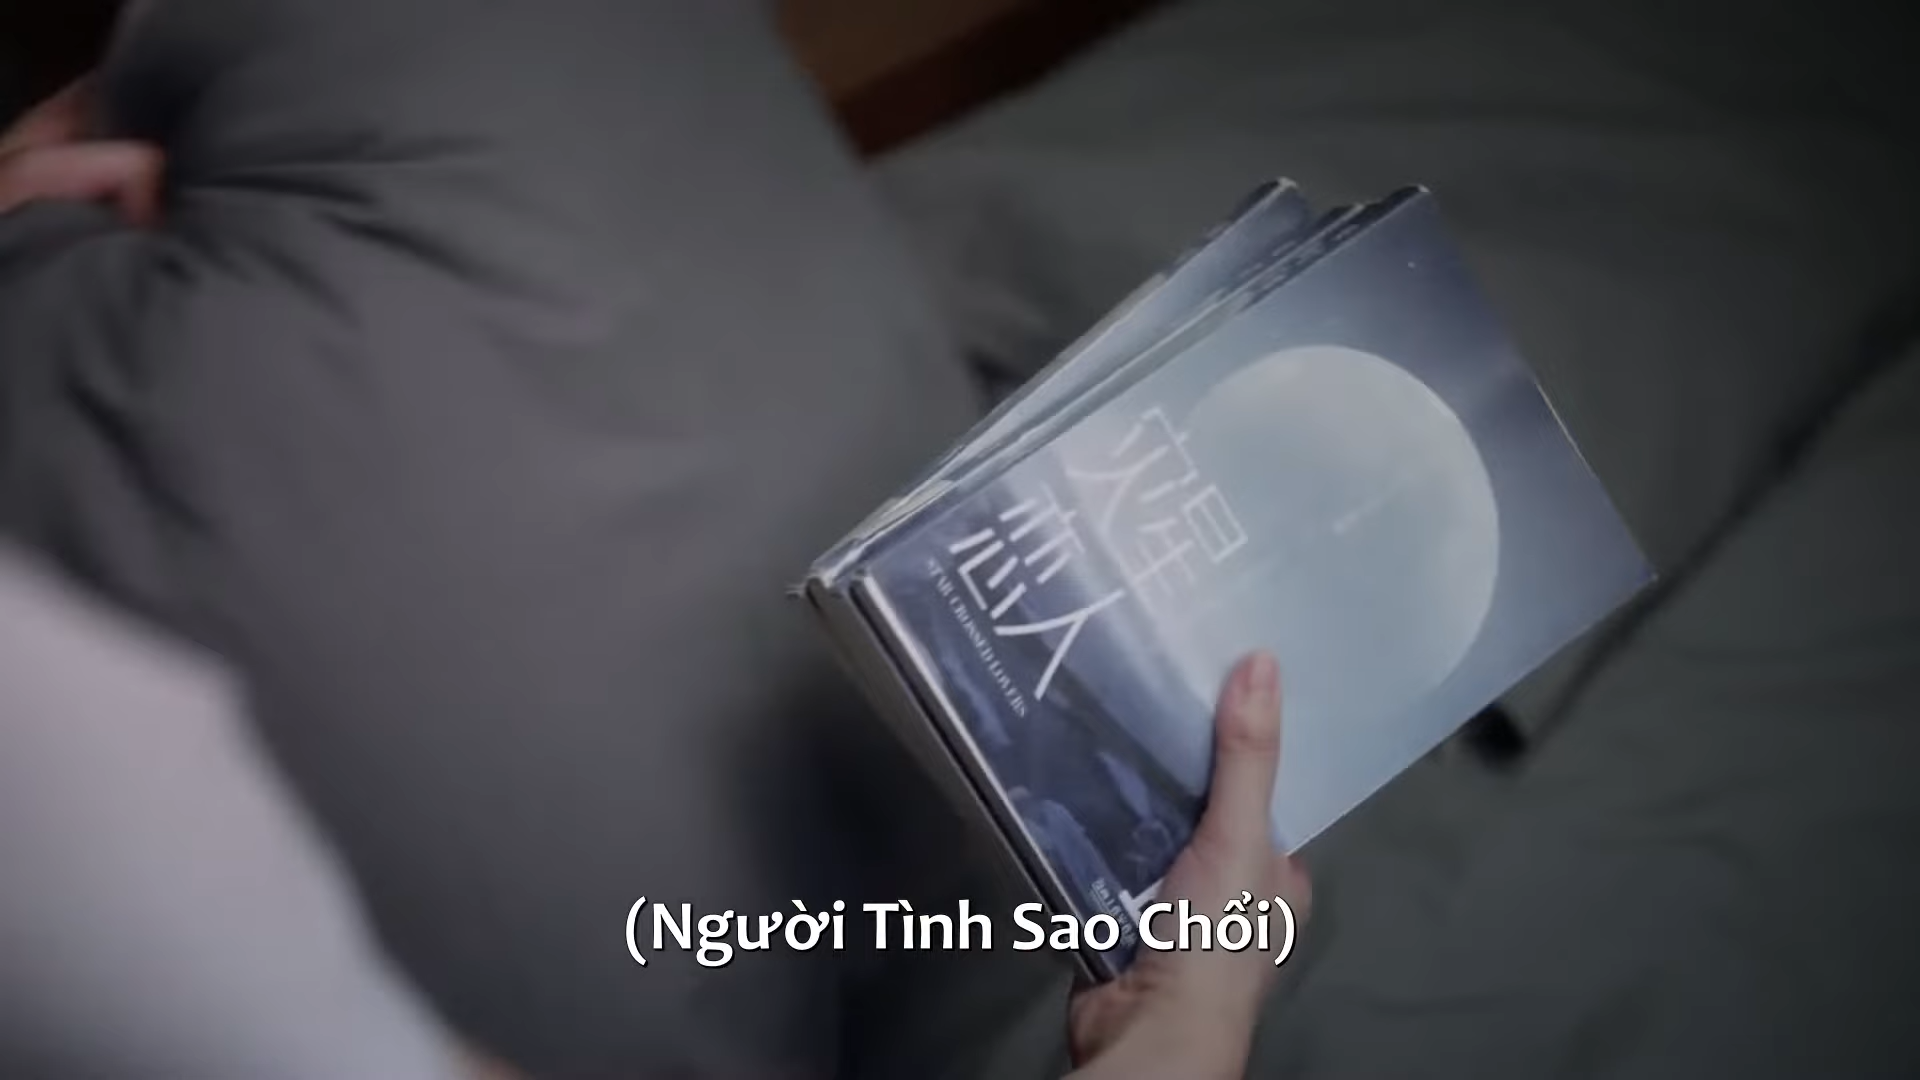 灾星
恋人
STAR CROSSED LOVERS
(Người Tình Sao Chổi)